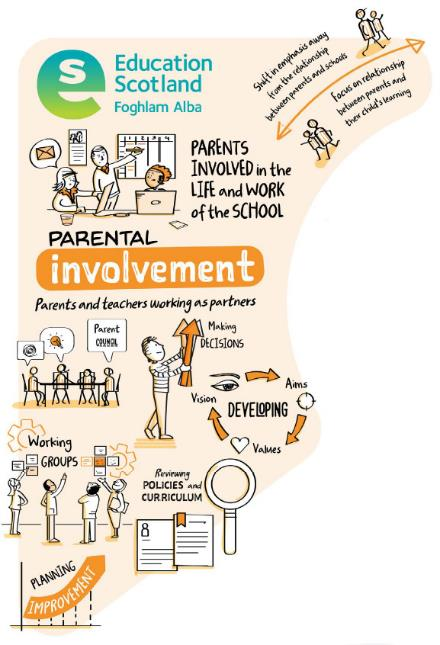 Education
Scotland
Foghlam Alba
Shift in emphasis away
from the relationship
between parents and schools
Focus on relationship
between parents and
their child's learning
PARENTS
INVOLVED in the
LIFE and WORK
of the SCHOOL
PARENTAL
involvement
Parents and teachers working as partners
Parent
COUNCIL
Making
DECISIONS
Vision
Aims
DEVELOPING
Values
Working
GROUPS
Reviewing
POLICIES and
CURRICULUM
PLANNING
IMPROVEMENT